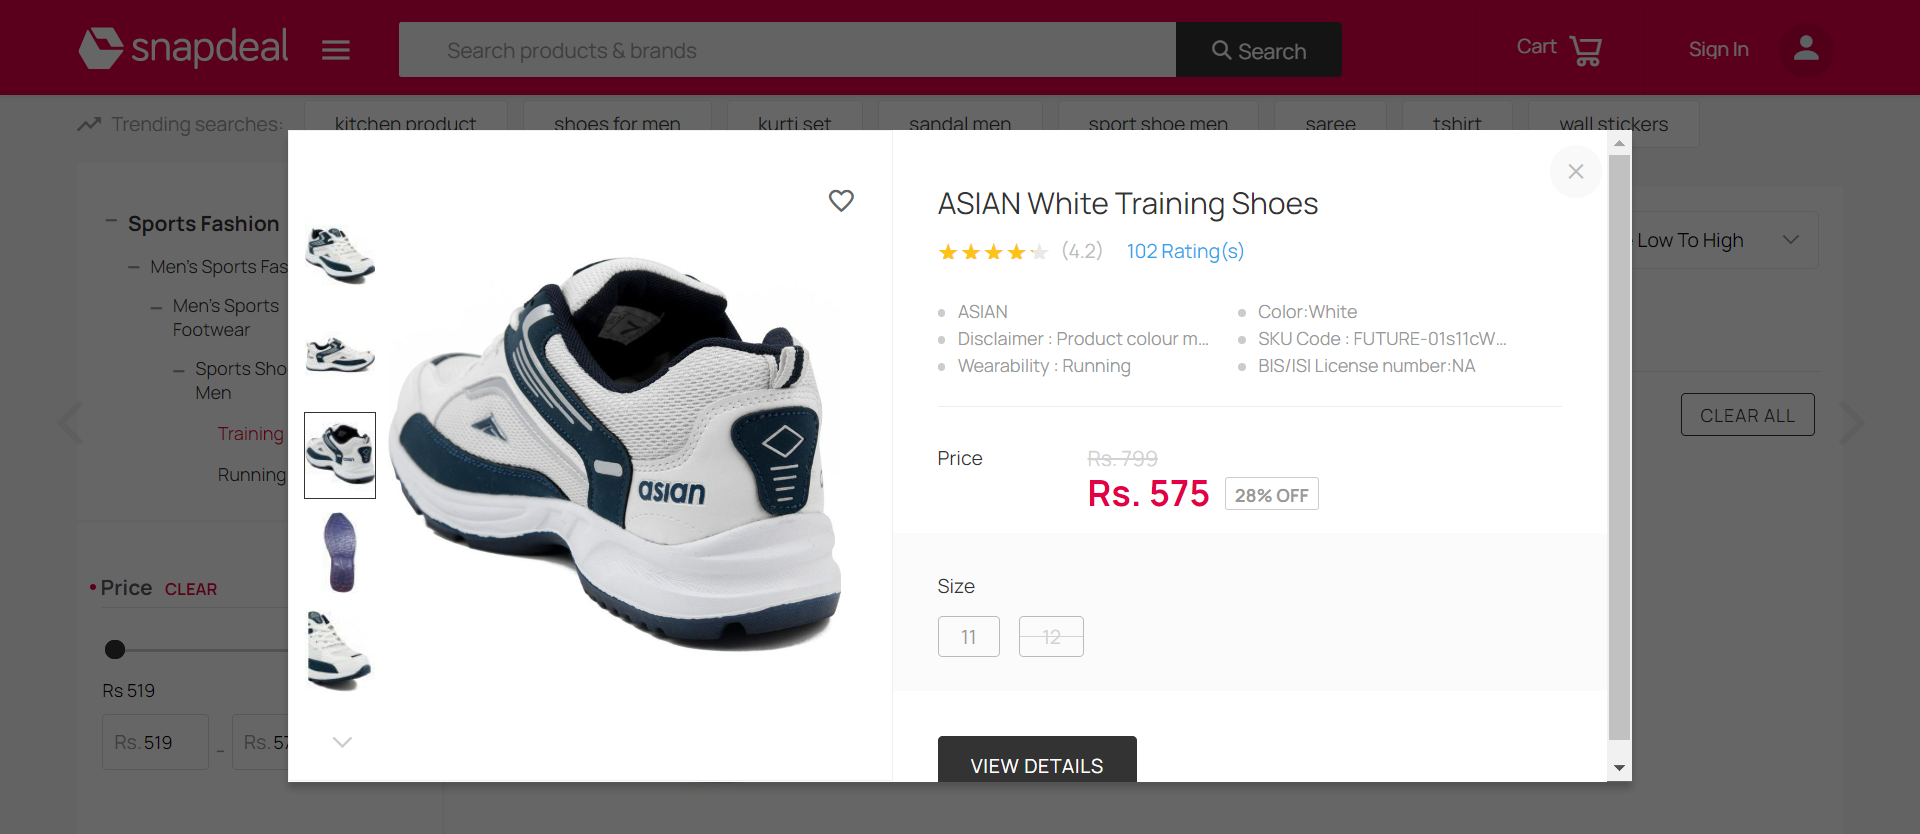 snapdeal
Search products & brands
Search
Cart
Sign In
Trending searches:
kitchen product
shoes for men
kurti set
sandal men
sport shoe men
saree
tshirt
wall stickers
Sports Fashion
Men's Sports Fas
Men's Sports
Footwear
Sports Sho
Men
Training
Running
Price CLEAR
Rs 519
Rs. 519 - Rs. 57
asian
ASIAN White Training Shoes
(4.2) 102 Rating(s)
ASIAN
Color:White
Disclaimer : Product colour m...
SKU Code : FUTURE-01s11cW...
Wearability : Running
BIS/ISI License number:NA
Price
Rs. 799
Rs. 575
28% OFF
Size
11
12
VIEW DETAILS
Low To High
CLEAR ALL